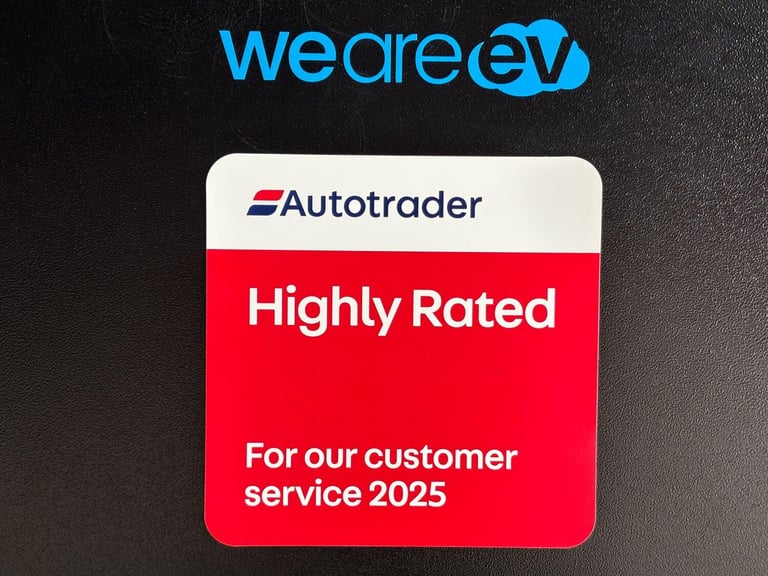 weareev
Autotrader
Highly Rated
For our customer
service 2025